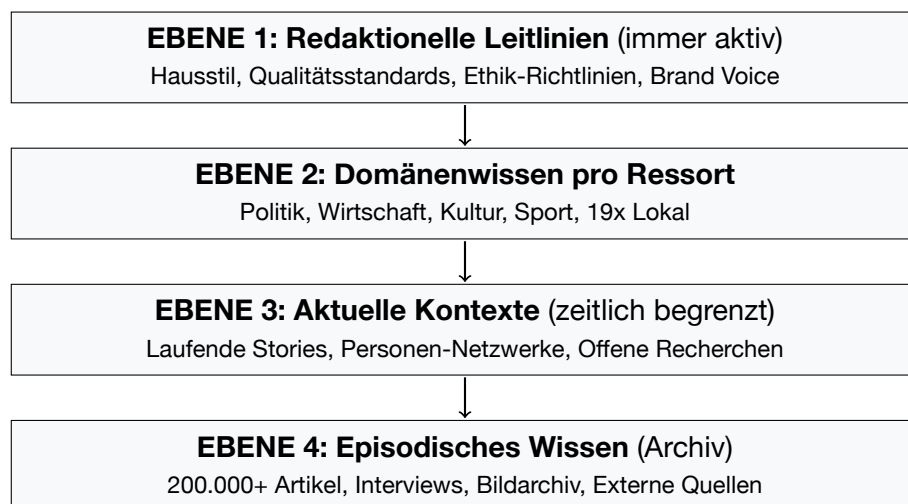 EBENE 1: Redaktionelle Leitlinien (immer aktiv)
Hausstil, Qualitätsstandards, Ethik-Richtlinien, Brand Voice
EBENE 2: Domänenwissen pro Ressort
Politik, Wirtschaft, Kultur, Sport, 19x Lokal
EBENE 3: Aktuelle Kontexte (zeitlich begrenzt)
Laufende Stories, Personen-Netzwerke, Offene Recherchen
EBENE 4: Episodisches Wissen (Archiv)
200.000+ Artikel, Interviews, Bildarchiv, Externe Quellen